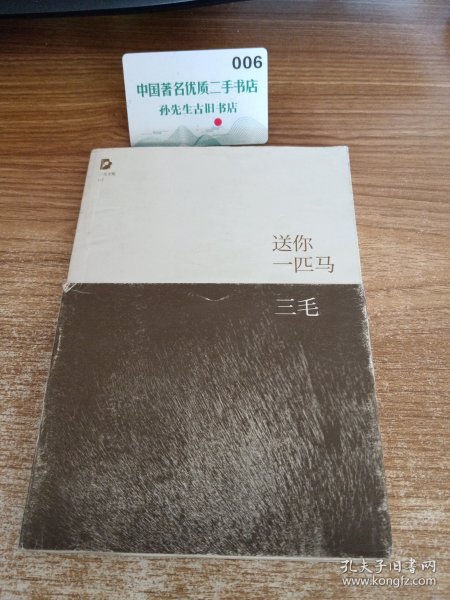 006
中国著名优质二手书店
孙先生古旧书店
送你
一匹马
三毛
孔夫子旧书网
www.kongfz.com